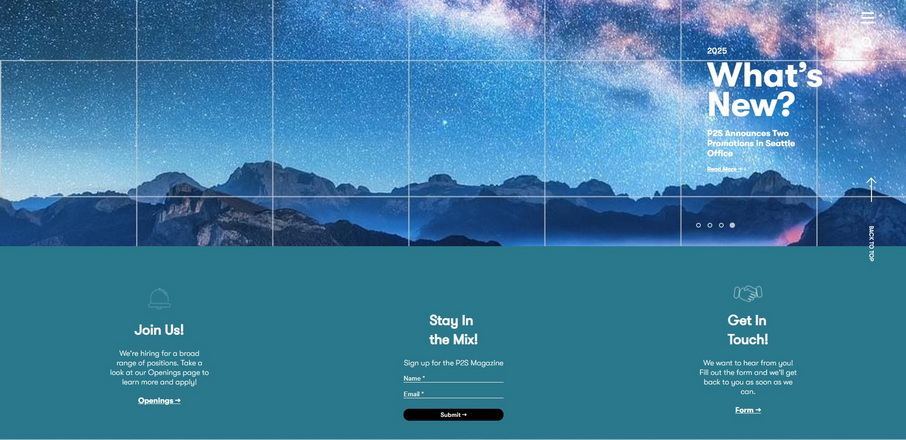 2025
What's
New?
P2S Announces Two
Promotions in Seattle
Office
Read More →
BACK TO TOP
Join Us!
We're hiring for a broad
range of positions. Take a
look at our Openings page to
learn more and apply!
Openings →
Stay In
the Mix!
Sign up for the P2S Magazine
Name *
Email *
Submit →
Get In
Touch!
We want to hear from you!
Fill out the form and we'll get
back to you as soon as we
can.
Form →